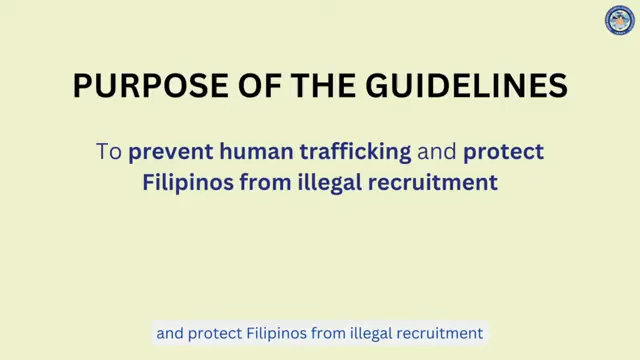 PURPOSE OF THE GUIDELINES
To prevent human trafficking and protect
Filipinos from illegal recruitment
and protect Filipinos from illegal recruitment